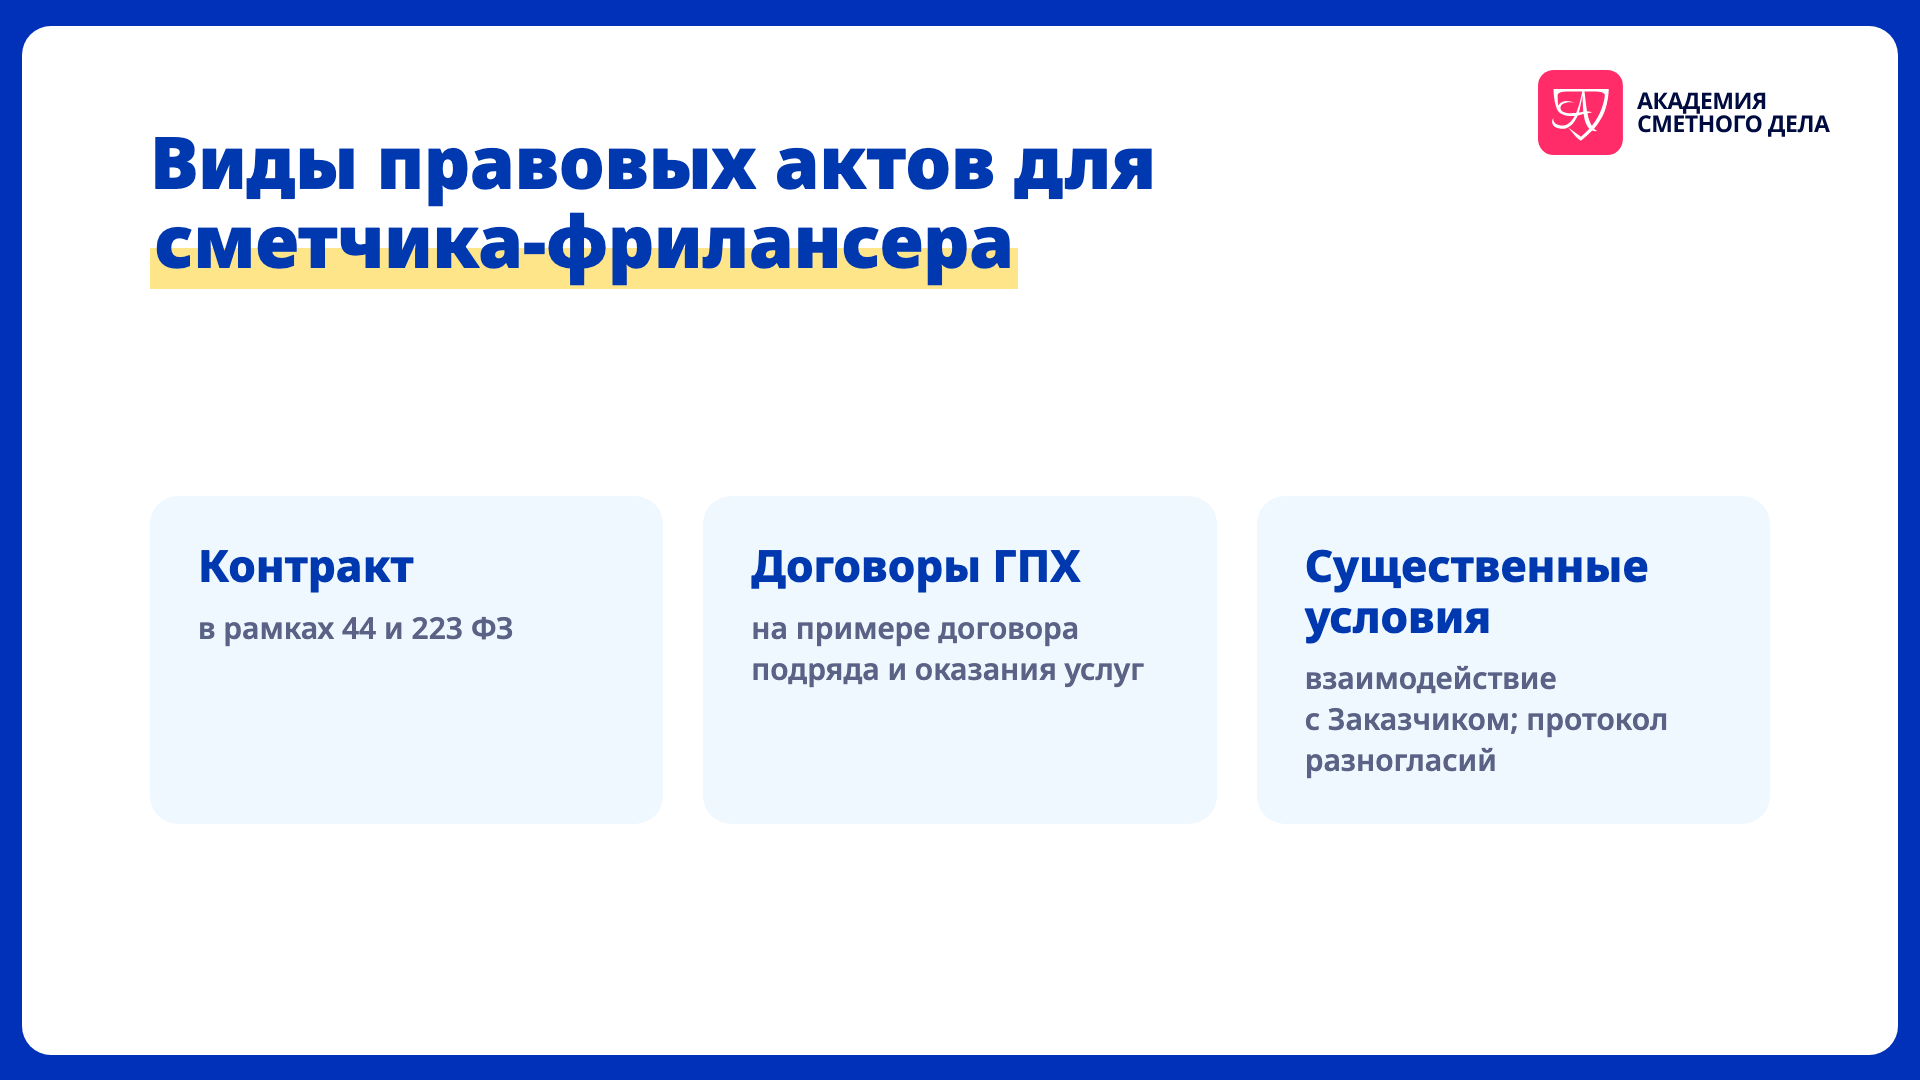 АКАДЕМИЯ
СМЕТНОГО ДЕЛА
Виды правовых актов для
сметчика-фрилансера
Контракт
в рамках 44 и 223 ФЗ
Договоры ГПХ
на примере договора
подряда и оказания услуг
Существенные
условия
взаимодействие
с Заказчиком; протокол
разногласий